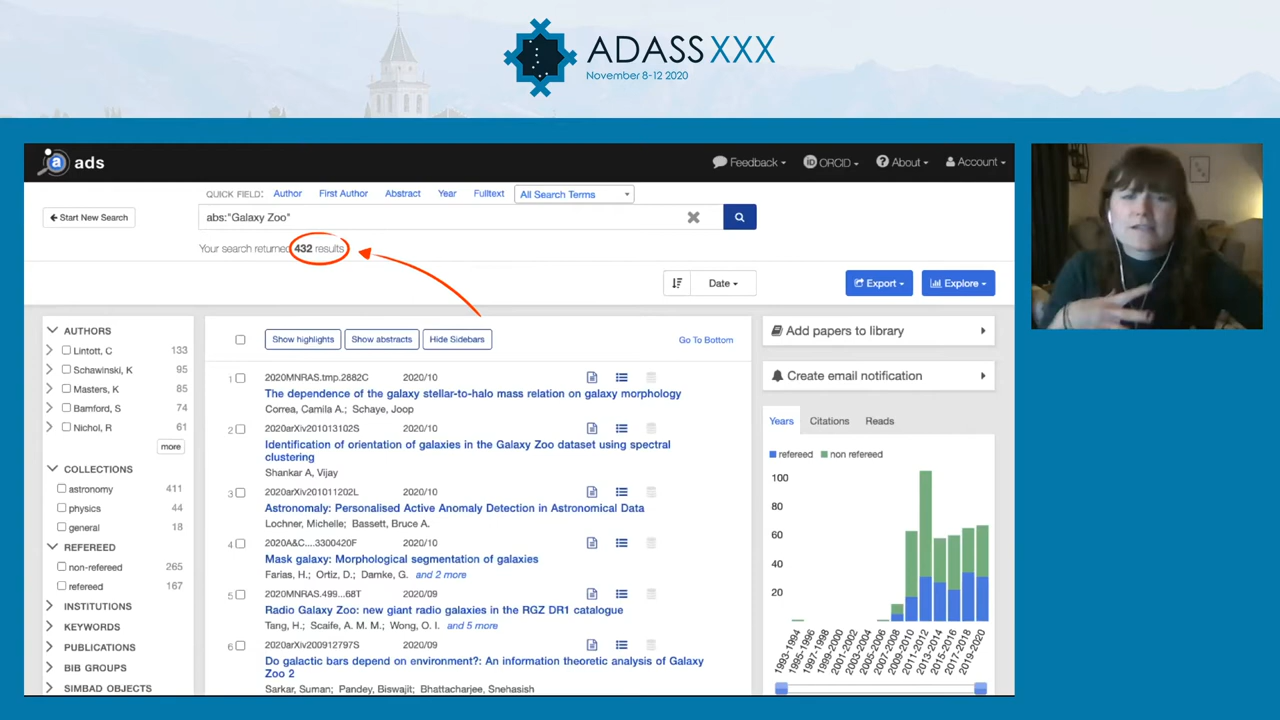 ADASS XXX
November 8-12 2020
ads
Feedback
ORCID
About
Account
QUICK FIELD: Author First Author Abstract Year Fulltext All Search Terms
Start New Search
abs:"Galaxy Zoo"
Your search returned 432 results
Date
Export
Explore
AUTHORS
Lintott, C 133
Schawinski, K 95
Masters, K 85
Bamford, S 74
Nichol, R 61
more
COLLECTIONS
astronomy 411
physics 44
general 18
REFEREED
non-refereed 265
refereed 167
INSTITUTIONS
KEYWORDS
PUBLICATIONS
BIB GROUPS
SIMBAD OBJECTS
Show highlights Show abstracts Hide Sidebars Go To Bottom
1 2020MNRAS.tmp.2882C 2020/10
The dependence of the galaxy stellar-to-halo mass relation on galaxy morphology
Correa, Camila A.; Schaye, Joop
2 2020arXiv201013102S 2020/10
Identification of orientation of galaxies in the Galaxy Zoo dataset using spectral
clustering
Shankar A, Vijay
3 2020arXiv201011202L 2020/10
Astronomaly: Personalised Active Anomaly Detection in Astronomical Data
Lochner, Michelle; Bassett, Bruce A.
4 2020A&C....3300420F 2020/10
Mask galaxy: Morphological segmentation of galaxies
Farias, H.; Ortiz, D.; Damke, G. and 2 more
5 2020MNRAS.499...68T 2020/09
Radio Galaxy Zoo: new giant radio galaxies in the RGZ DR1 catalogue
Tang, H.; Scaife, A. M. M.; Wong, O. I. and 5 more
6 2020arXiv200912797S 2020/09
Do galactic bars depend on environment?: An information theoretic analysis of Galaxy
Zoo 2
Sarkar, Suman; Pandey, Biswajit; Bhattacharjee, Snehasish
Add papers to library
Create email notification
Years Citations Reads
refereed non refereed
100
80
60
40
20
1993-1994
1995-1996
1997-1998
1999-2000
2001-2002
2003-2004
2005-2006
2007-2008
2009-2010
2011-2012
2013-2014
2015-2016
2017-2018
2019-2020